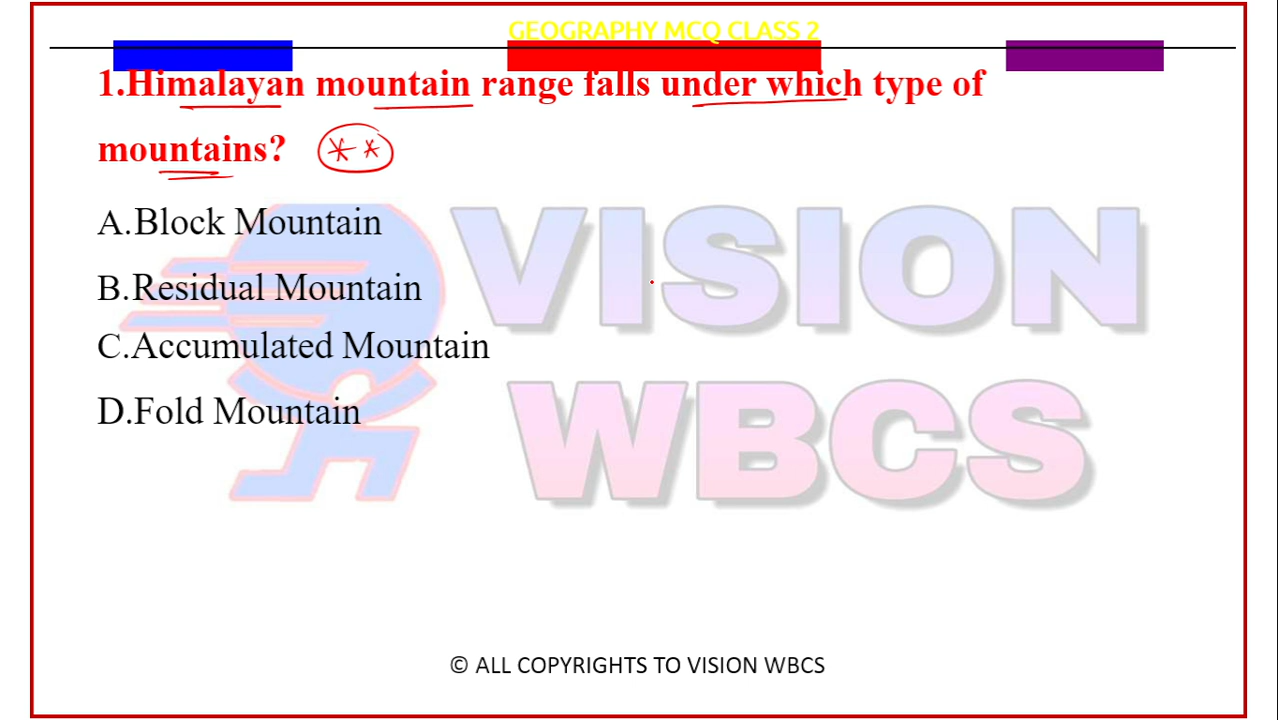 GEOGRAPHY MCQ CLASS 2
1.Himalayan mountain range falls under which type of
mountains? **
A.Block Mountain
B.Residual Mountain
C.Accumulated Mountain
D.Fold Mountain
VISION
WBCS
© ALL COPYRIGHTS TO VISION WBCS